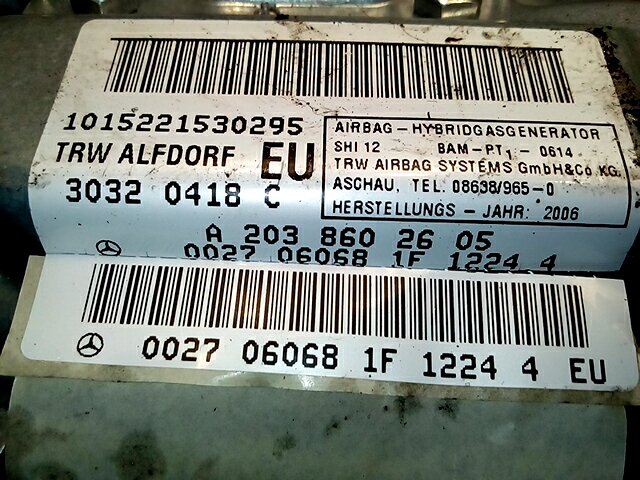 1015221530295
TRW ALFDORF EU
30320418 C
AIRBAG-HYBRIDGASGENERATOR
SHI 12 BAM-PT1-0614
TRW AIRBAG SYSTEMS GMBH&CO KG.
ASCHAU, TEL. 08638/965-0
HERSTELLUNGS-JAHR: 2006
A 203 860 26 05
0027 06068 1F 1224 4
0027 06068 1F 1224 4 EU